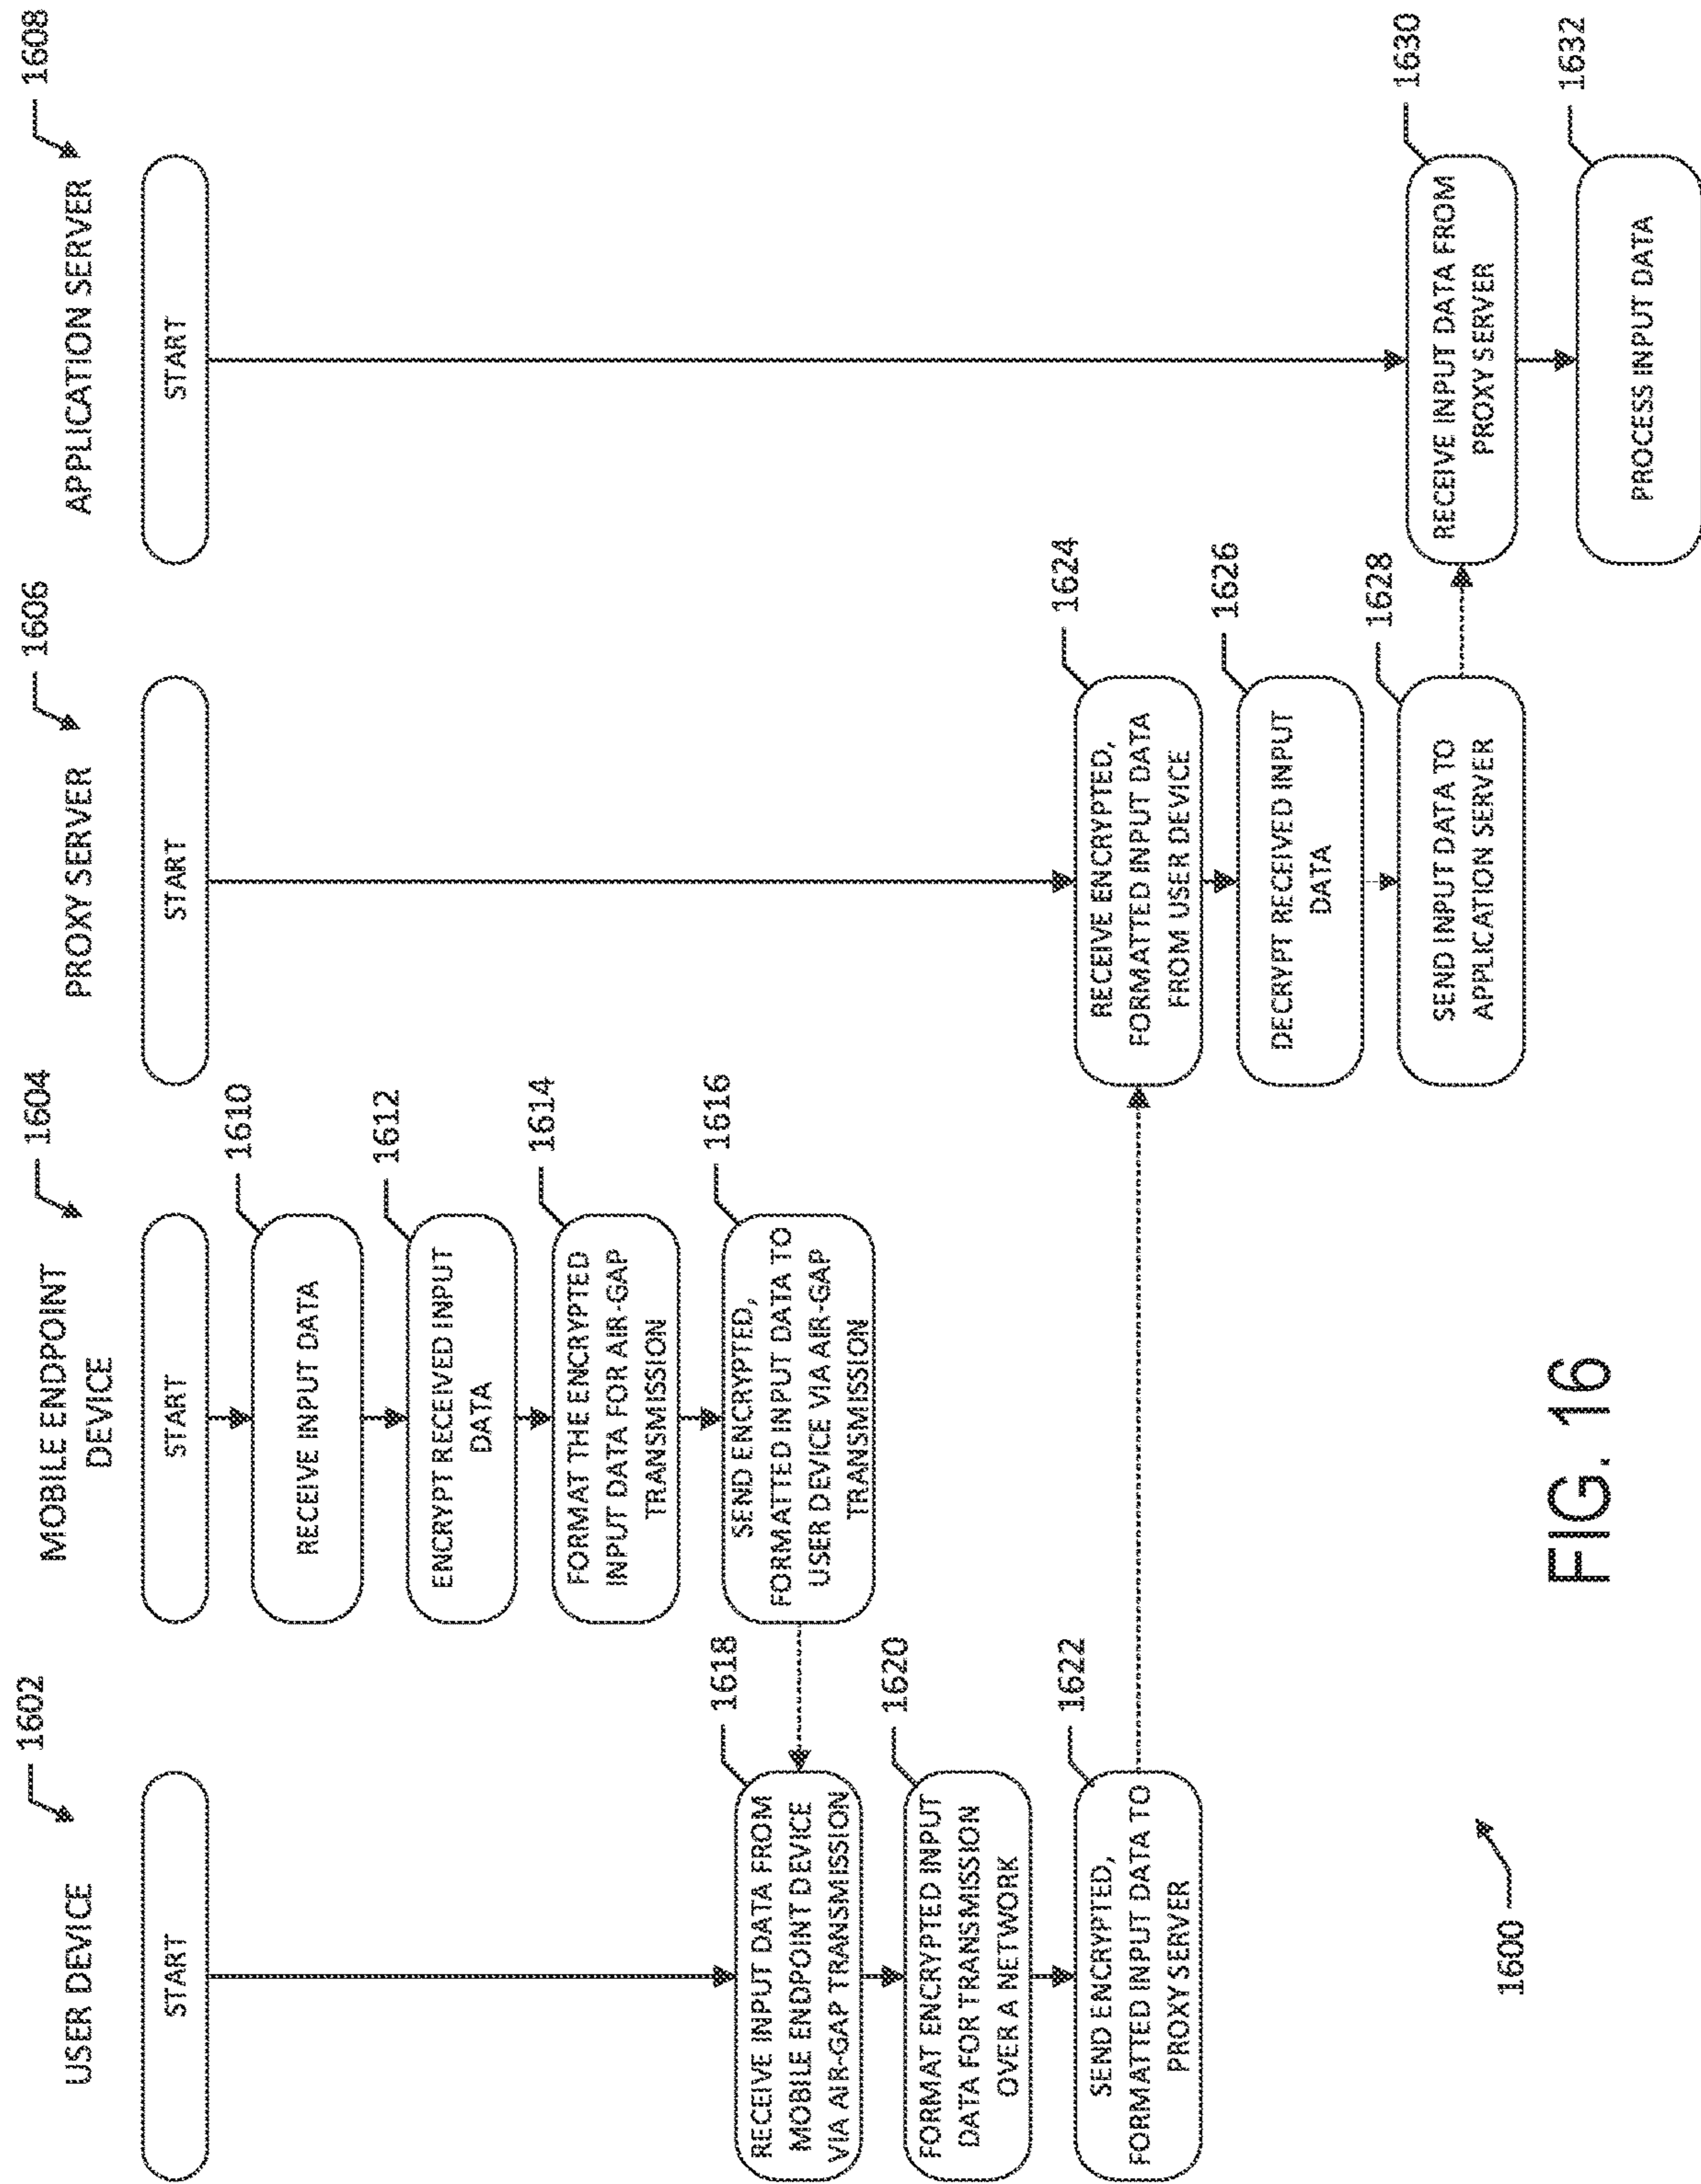 USER DEVICE
1602
START
RECEIVE INPUT DATA FROM
MOBILE ENDPOINT DEVICE
VIA AIR-GAP TRANSMISSION
1618
FORMAT ENCRYPTED INPUT
DATA FOR TRANSMISSION
OVER A NETWORK
1620
SEND ENCRYPTED,
FORMATTED INPUT DATA TO
PROXY SERVER
1622
MOBILE ENDPOINT
DEVICE
1604
START
RECEIVE INPUT DATA
1610
ENCRYPT RECEIVED INPUT
DATA
1612
FORMAT THE ENCRYPTED
INPUT DATA FOR AIR-GAP
TRANSMISSION
1614
SEND ENCRYPTED,
FORMATTED INPUT DATA TO
USER DEVICE VIA AIR-GAP
TRANSMISSION
1616
PROXY SERVER
1606
START
RECEIVE ENCRYPTED,
FORMATTED INPUT DATA
FROM USER DEVICE
1624
DECRYPT RECEIVED INPUT
DATA
1626
SEND INPUT DATA TO
APPLICATION SERVER
1628
APPLICATION SERVER
1608
START
RECEIVE INPUT DATA FROM
PROXY SERVER
1630
PROCESS INPUT DATA
1632
1600
FIG. 16